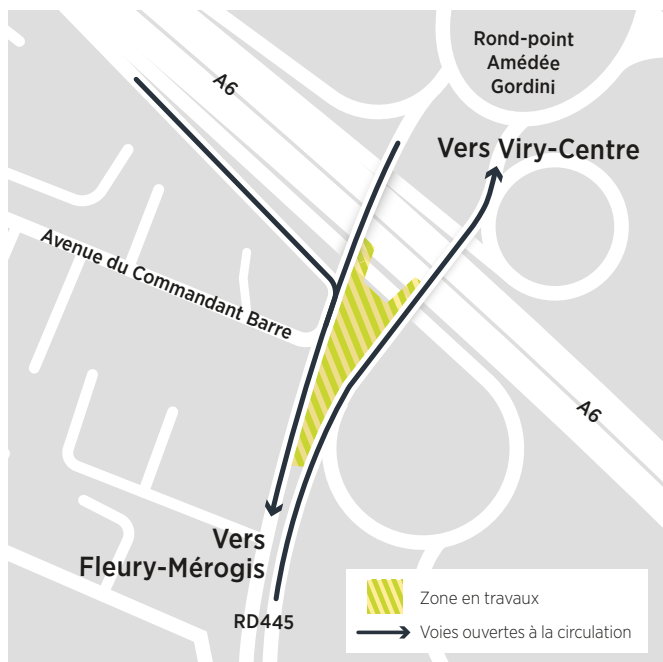 Rond-point
Amédée
Gordini
A6
Vers Viry-Centre
Avenue du Commandant Barre
A6
Vers
Fleury-Mérogis
RD445
Zone en travaux
Voies ouvertes à la circulation